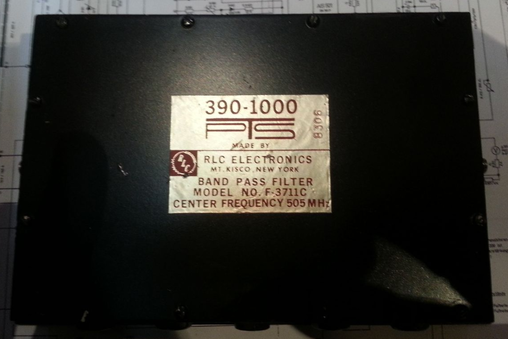 390-1000
PTS
8306
MADE BY
RLC
RLC ELECTRONICS
MT. KISCO, NEW YORK
BAND PASS FILTER
MODEL NO. F-3711C
CENTER FREQUENCY 505 MHz